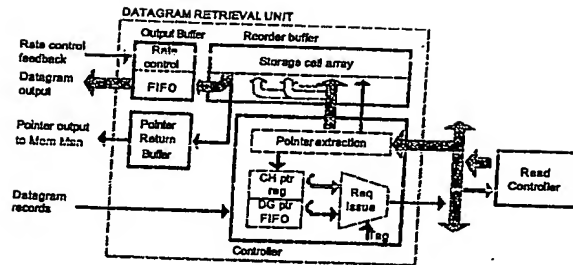 DATAGRAM RETRIEVAL UNIT
Output Buffer
Reorder buffer
Rate control
feedback
Rate
control
Storage cell array
Datagram
output
FIFO
Pointer output
to Mem Man
Pointer
Return
Buffer
Pointer extraction
CH ptr
reg
DG ptr
FIFO
Req
Issue
Read
Controller
Datagram
records
Tag
Controller